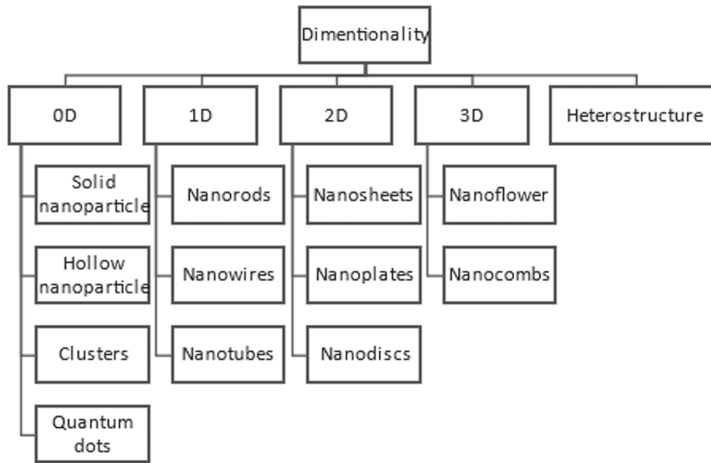 Dimentionality
0D
1D
2D
3D
Heterostructure
Solid
nanoparticle
Hollow
nanoparticle
Clusters
Quantum
dots
Nanorods
Nanowires
Nanotubes
Nanosheets
Nanoplates
Nanodiscs
Nanoflower
Nanocombs